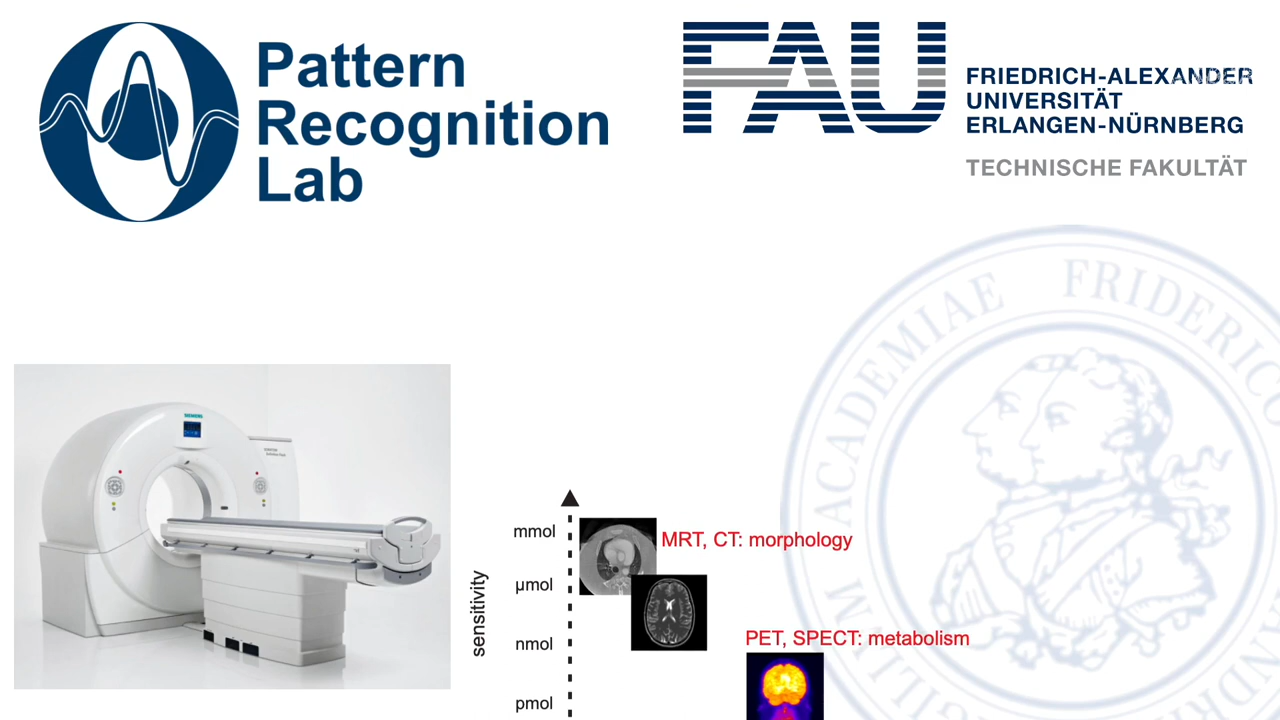 Pattern
Recognition
Lab
FAU
FRIEDRICH-ALEXANDER
UNIVERSITÄT
ERLANGEN-NÜRNBERG
TECHNISCHE FAKULTÄT
ACADEMIAE FRIDERICO
SIEMENS
mmol
MRT, CT: morphology
µmol
sensitivity
PET, SPECT: metabolism
nmol
pmol